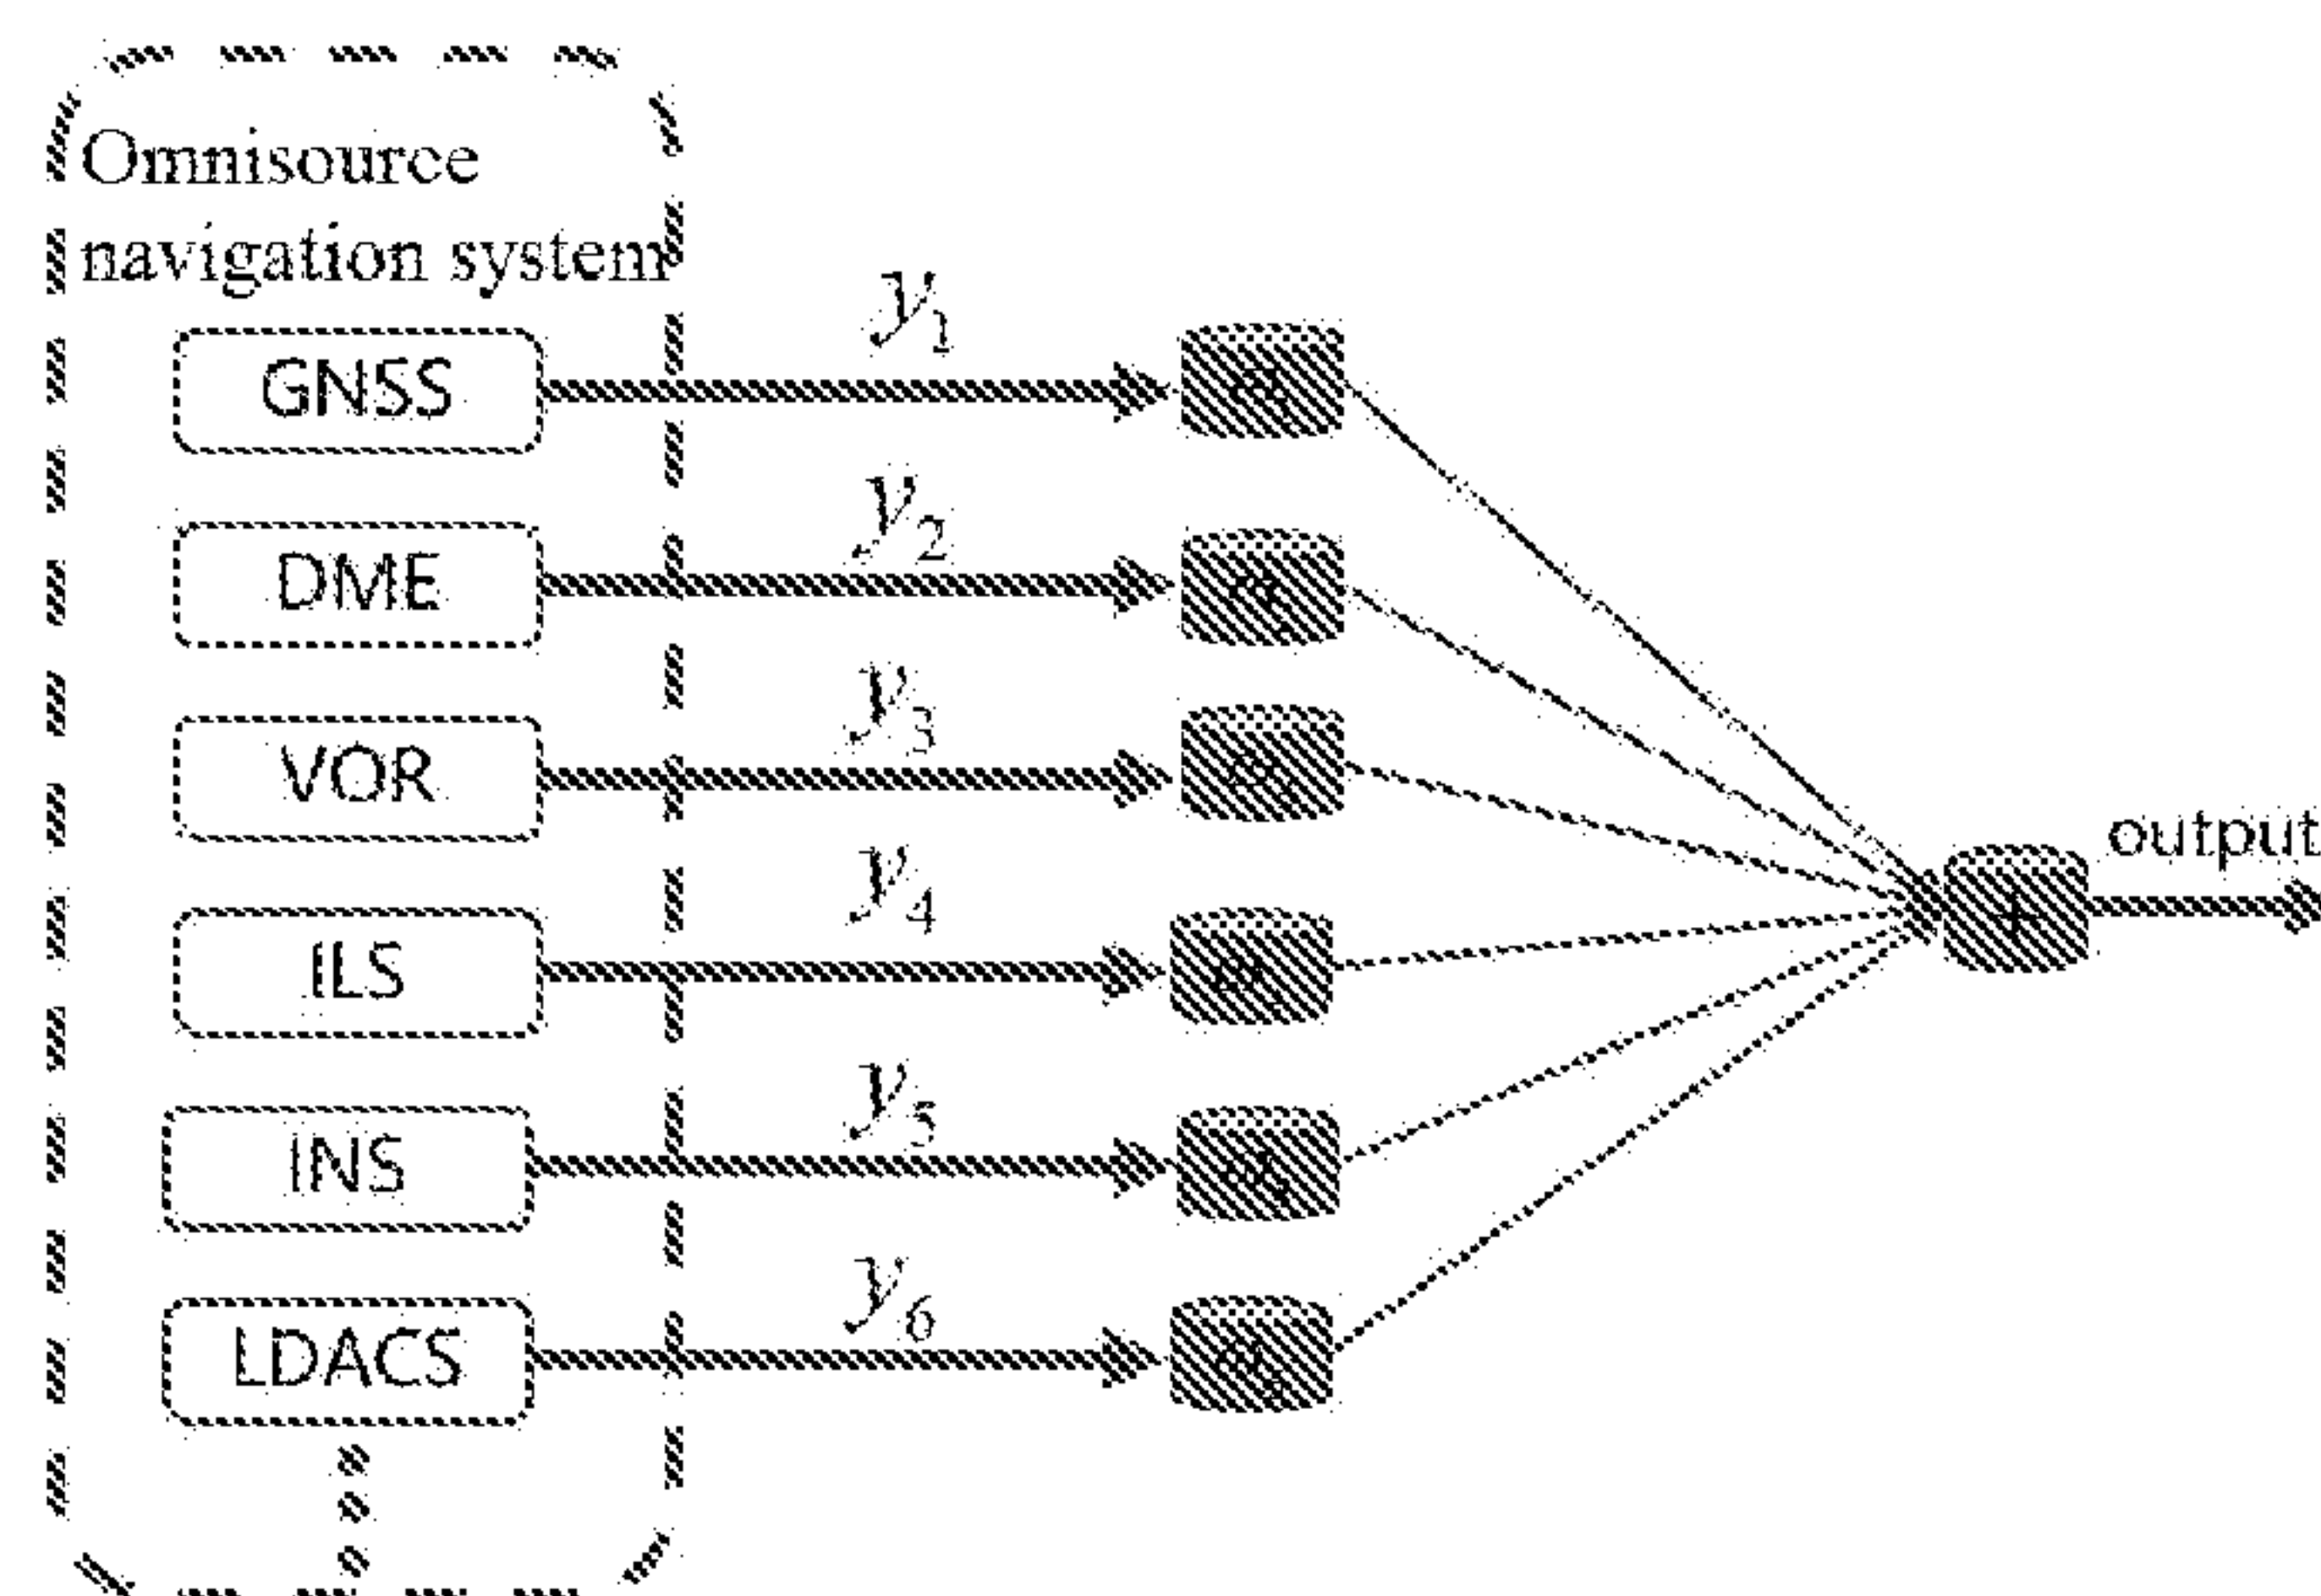 Omnisource
navigation system
GNSS
y1
DME
y2
VOR
y3
ILS
y4
INS
y5
LDACS
y6
+
output